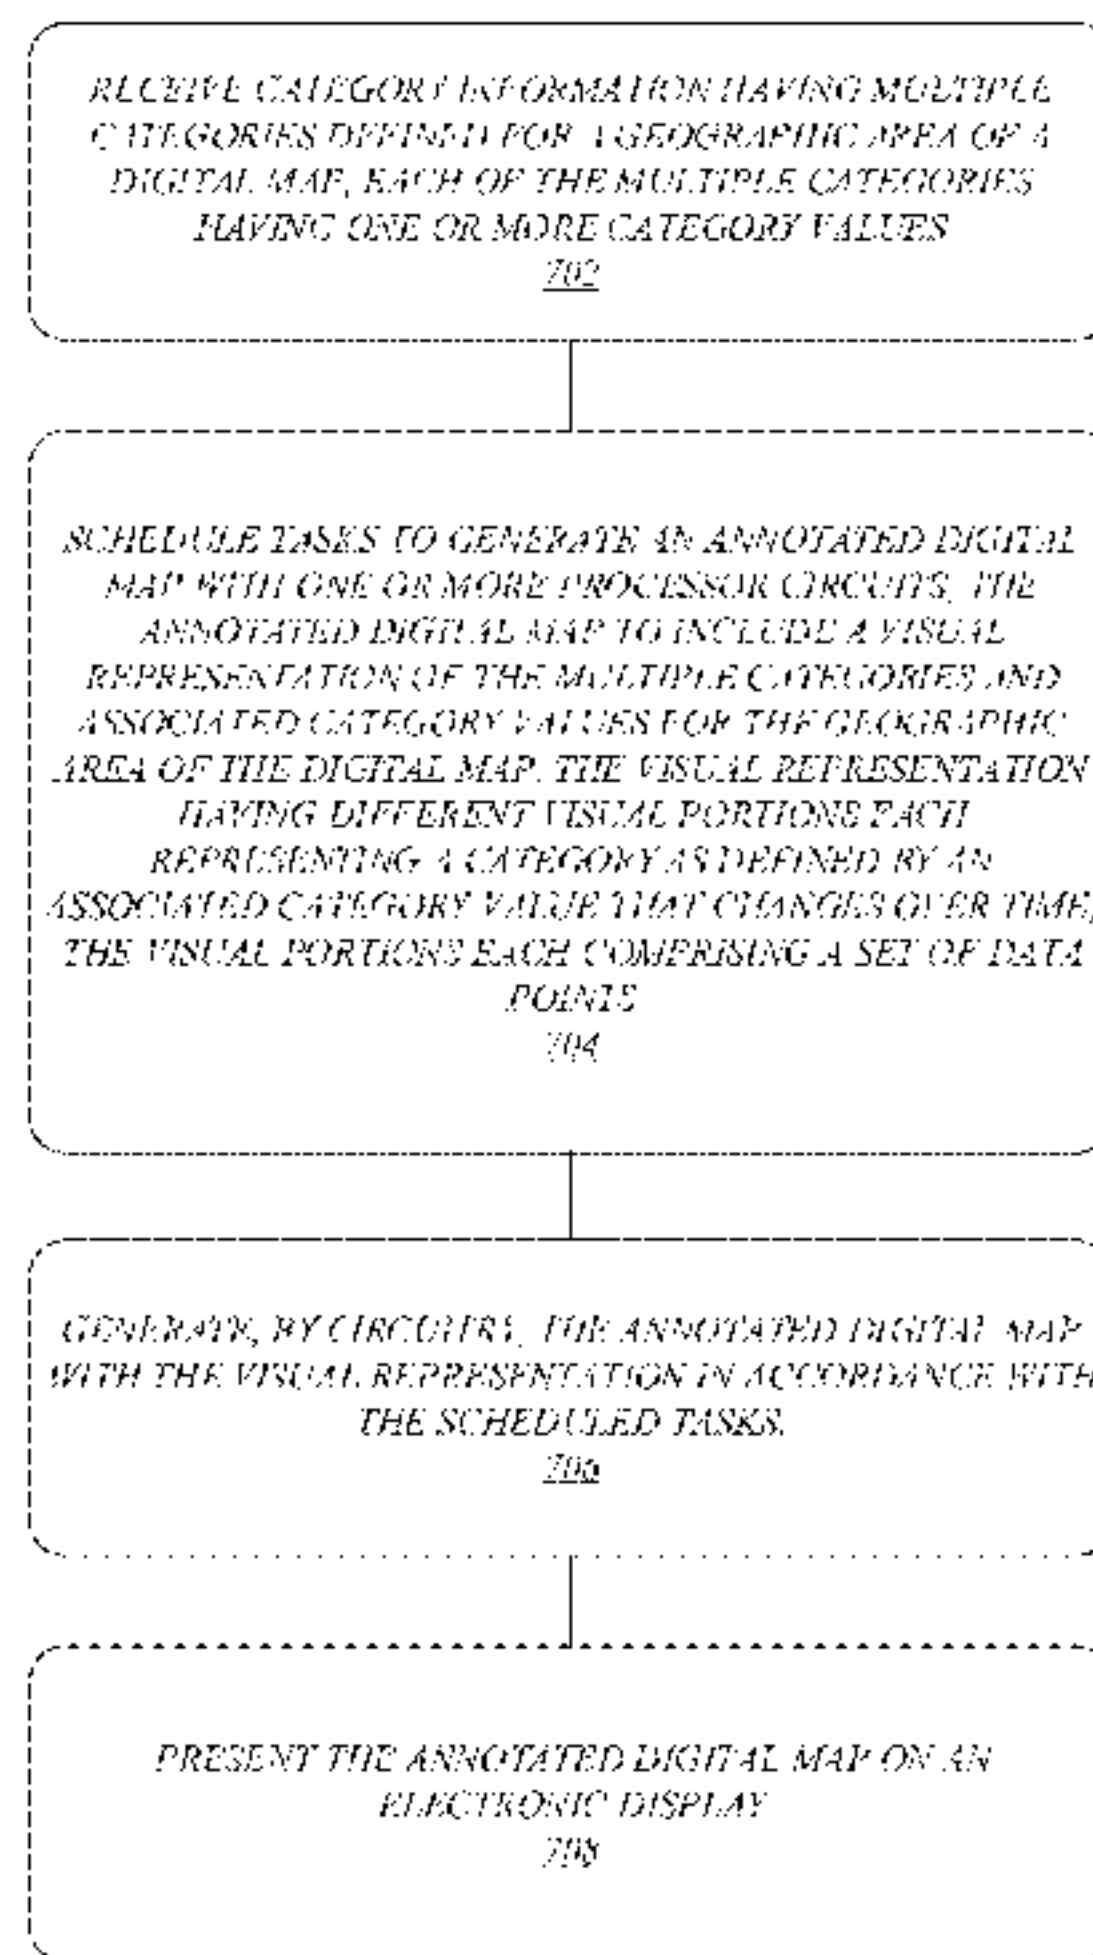 RECEIVE CATEGORY INFORMATION HAVING MULTIPLE
CATEGORIES DEFINED FOR A GEOGRAPHIC AREA OF A
DIGITAL MAP, EACH OF THE MULTIPLE CATEGORIES
HAVING ONE OR MORE CATEGORY VALUES
702
SCHEDULE TASKS TO GENERATE AN ANNOTATED DIGITAL
MAP WITH ONE OR MORE PROCESSOR CIRCUITS, THE
ANNOTATED DIGITAL MAP TO INCLUDE A VISUAL
REPRESENTATION OF THE MULTIPLE CATEGORIES AND
ASSOCIATED CATEGORY VALUES FOR THE GEOGRAPHIC
AREA OF THE DIGITAL MAP, THE VISUAL REPRESENTATION
HAVING DIFFERENT VISUAL PORTIONS EACH
REPRESENTING A CATEGORY AS DEFINED BY AN
ASSOCIATED CATEGORY VALUE THAT CHANGES OVER TIME,
THE VISUAL PORTIONS EACH COMPRISING A SET OF DATA
POINTS
704
GENERATE, BY CIRCUITRY, THE ANNOTATED DIGITAL MAP
WITH THE VISUAL REPRESENTATION IN ACCORDANCE WITH
THE SCHEDULED TASKS.
706
PRESENT THE ANNOTATED DIGITAL MAP ON AN
ELECTRONIC DISPLAY
708